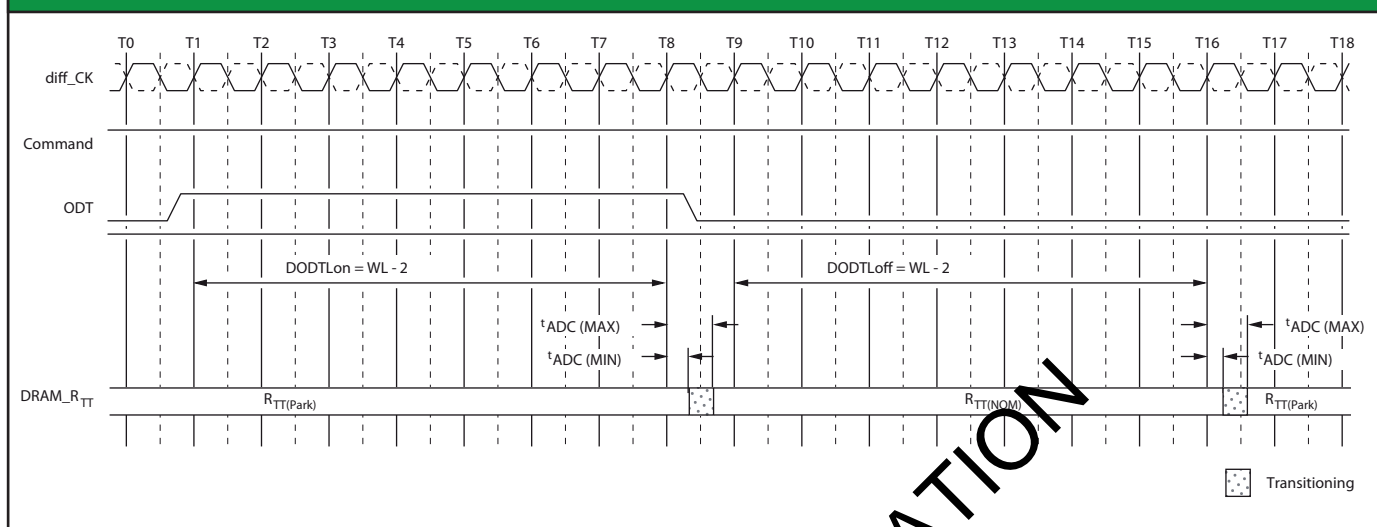 T0 T1 T2 T3 T4 T5 T6 T7 T8 T9 T10 T11 T12 T13 T14 T15 T16 T17 T18
diff_CK
Command
ODT
DODTLon = WL - 2 DODTLoff = WL - 2
tADC (MAX) tADC (MAX)
tADC (MIN) tADC (MIN)
DRAM_RTT RTT(Park) RTT(NOM) RTT(Park)
Transitioning
ATION